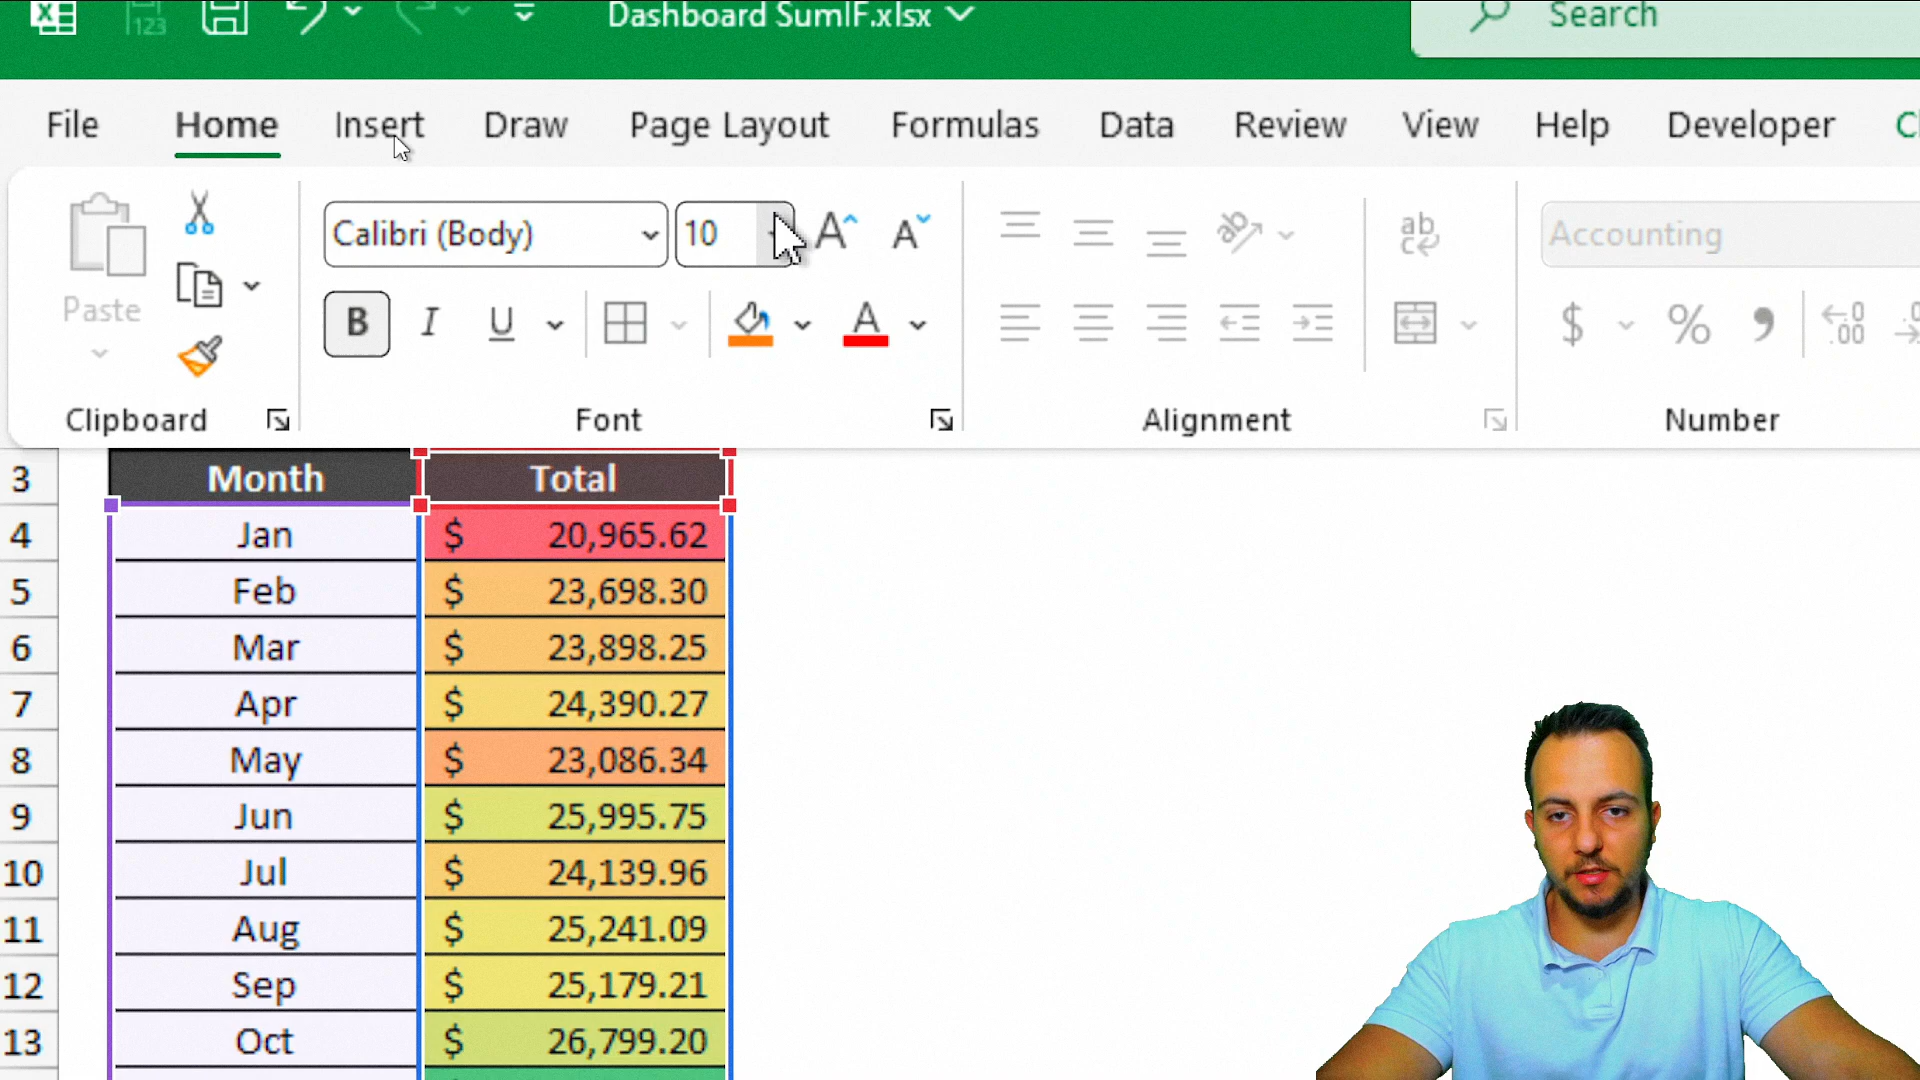 123
Dashboard SumIF.xlsx
Search
File Home Insert Draw Page Layout Formulas Data Review View Help Developer
Paste
Calibri (Body) 10 A A
B I U A
ab
ab
c
Accounting
$ % , .00
Clipboard Font Alignment Number
3 Month Total
4 Jan $ 20,965.62
5 Feb $ 23,698.30
6 Mar $ 23,898.25
7 Apr $ 24,390.27
8 May $ 23,086.34
9 Jun $ 25,995.75
10 Jul $ 24,139.96
11 Aug $ 25,241.09
12 Sep $ 25,179.21
13 Oct $ 26,799.20